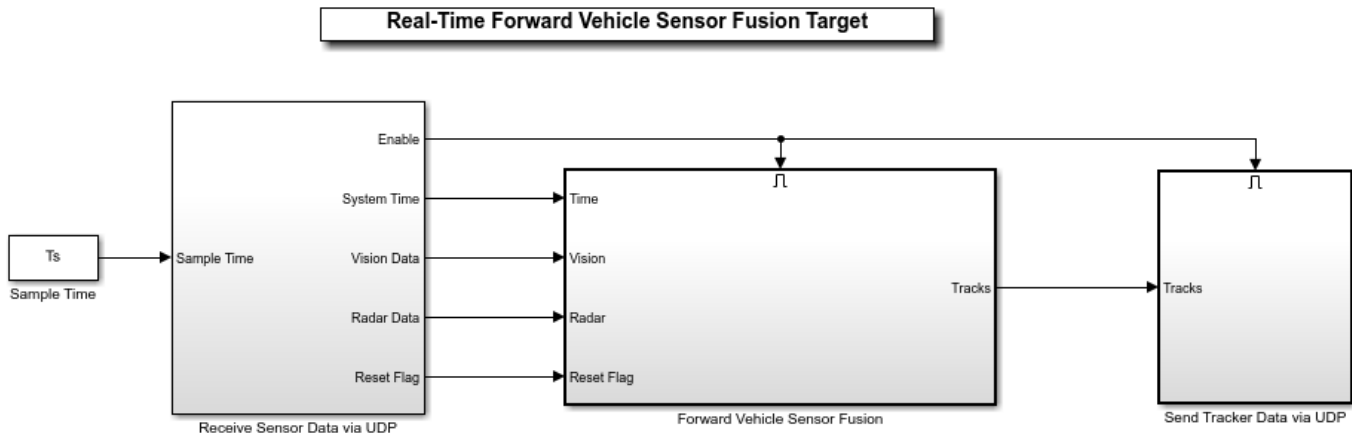 Real-Time Forward Vehicle Sensor Fusion Target
Ts
Sample Time
Sample Time
Enable
System Time
Vision Data
Radar Data
Reset Flag
Receive Sensor Data via UDP
Time
Vision
Radar
Reset Flag
Tracks
Forward Vehicle Sensor Fusion
Tracks
Send Tracker Data via UDP